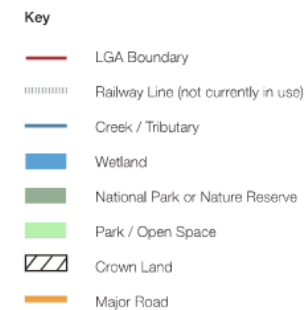 Key
LGA Boundary
Railway Line (not currently in use)
Creek / Tributary
Wetland
National Park or Nature Reserve
Park / Open Space
Crown Land
Major Road